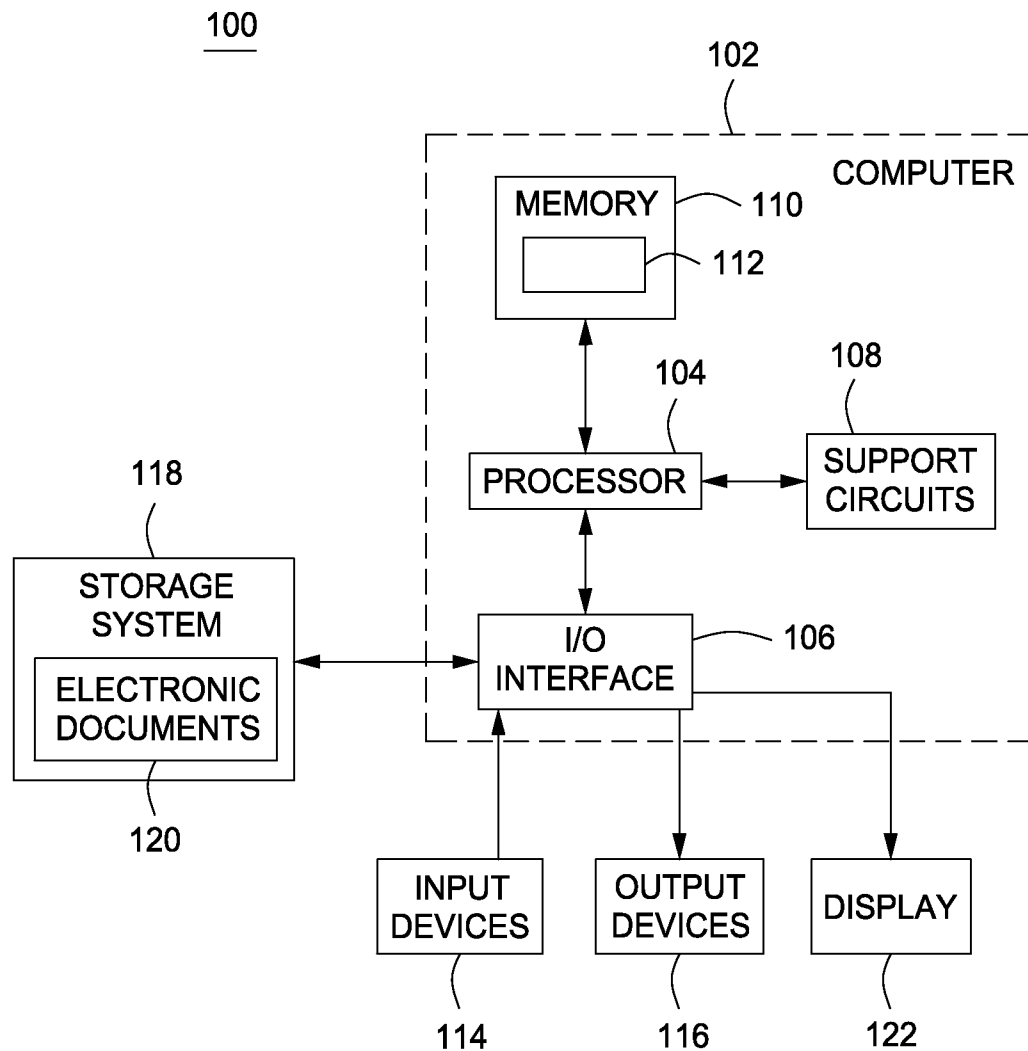 100
102
COMPUTER
MEMORY
110
112
104
108
PROCESSOR
SUPPORT
CIRCUITS
118
STORAGE
SYSTEM
I/O
INTERFACE
106
ELECTRONIC
DOCUMENTS
120
INPUT
DEVICES
OUTPUT
DEVICES
DISPLAY
114
116
122